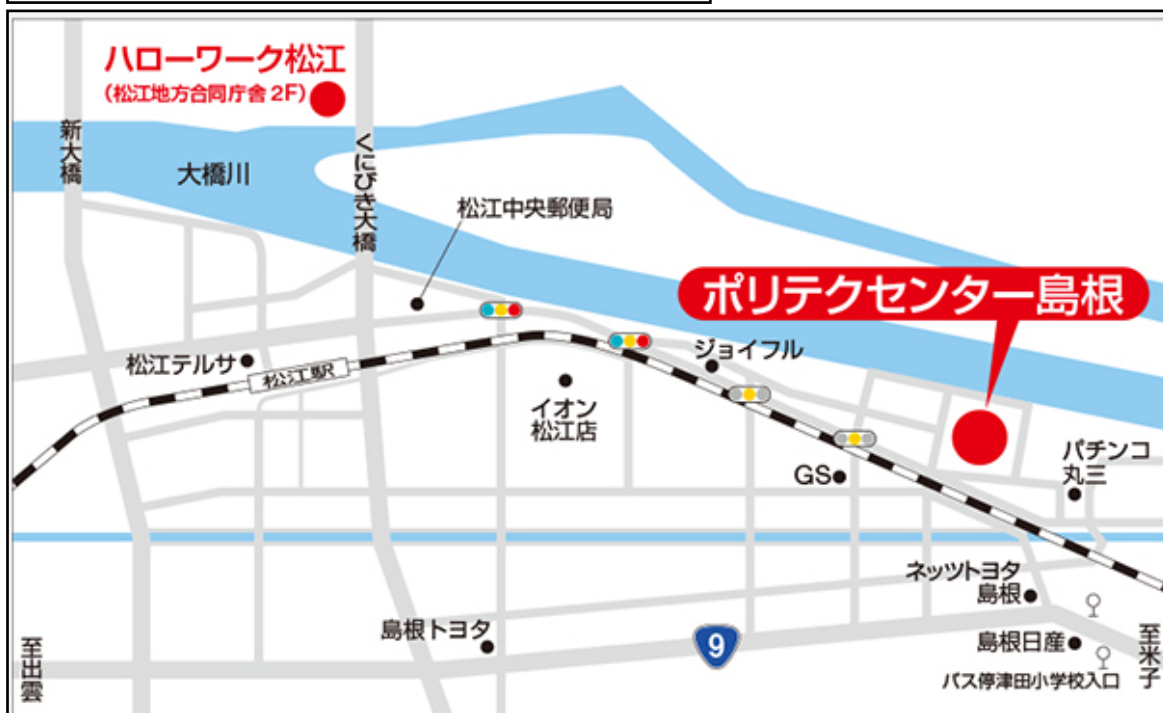 ハローワーク松江
(松江地方合同庁舎2F)
新大橋
くにびき大橋
大橋川
松江中央郵便局
ポリテクセンター島根
松江テルサ
松江駅
ジョイフル
イオン
松江店
GS
パチンコ
丸三
ネッツトヨタ
島根
島根トヨタ
9
島根日産
バス停津田小学校入口
至出雲
至米子